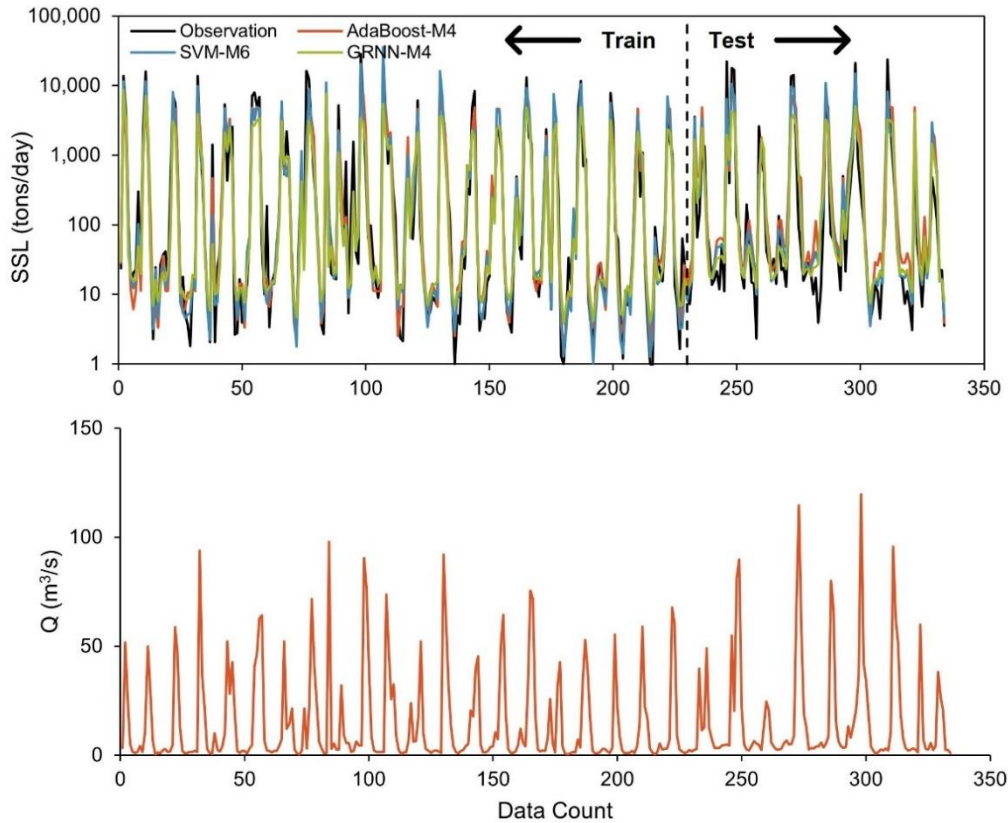 100,000
Observation AdaBoost-M4
SVM-M6 GRNN-M4
Train Test
10,000
1,000
100
10
1
SSL (tons/day)
0 50 100 150 200 250 300 350
150
100
50
0
Q (m³/s)
0 50 100 150 200 250 300 350
Data Count